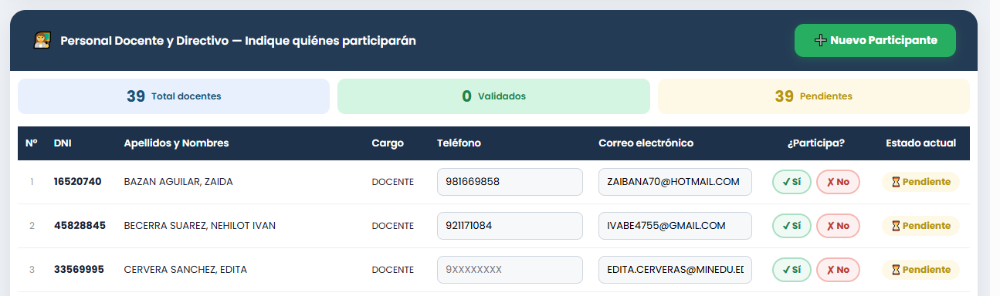 Personal Docente y Directivo — Indique quiénes participarán
➕ Nuevo Participante
39 Total docentes
0 Validados
39 Pendientes
N° DNI Apellidos y Nombres Cargo Teléfono Correo electrónico ¿Participa? Estado actual
1 16520740 BAZAN AGUILAR, ZAIDA DOCENTE 981669858 ZAIBANA70@HOTMAIL.COM ✓ Sí ✗ No Pendiente
2 45828845 BECERRA SUAREZ, NEHILOT IVAN DOCENTE 921171084 IVABE4755@GMAIL.COM ✓ Sí ✗ No Pendiente
3 33569995 CERVERA SANCHEZ, EDITA DOCENTE 9XXXXXXXX EDITA.CERVERAS@MINEDU.ED ✓ Sí ✗ No Pendiente